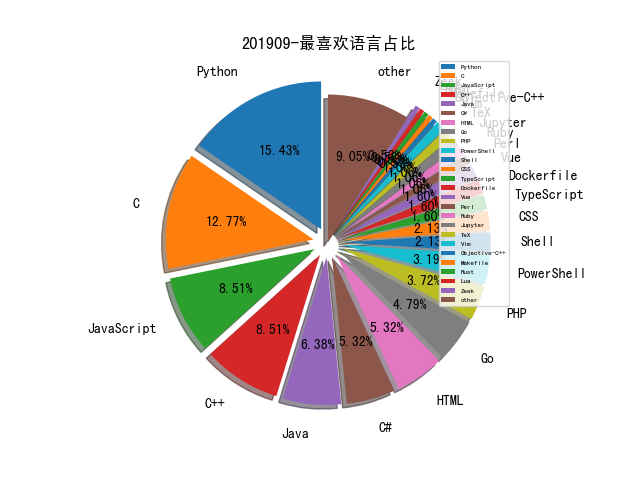 201909-最喜欢语言占比
Python
C
JavaScript
C++
Java
C#
HTML
Go
PHP
PowerShell
Shell
CSS
TypeScript
Dockerfile
Vue
Perl
Ruby
Jupyter
TeX
other
15.43%
12.77%
8.51%
8.51%
6.38%
5.32%
5.32%
4.79%
3.72%
3.19
2.13
2.13
1.60
1.60%
1.60%
9.05%
Python
C
JavaScript
C++
Java
C#
HTML
Go
PHP
PowerShell
Shell
CSS
TypeScript
Dockerfile
Vue
Perl
Ruby
Jupyter
TeX
Vim
Objective-C++
Makefile
Rust
Lua
Zeek
other